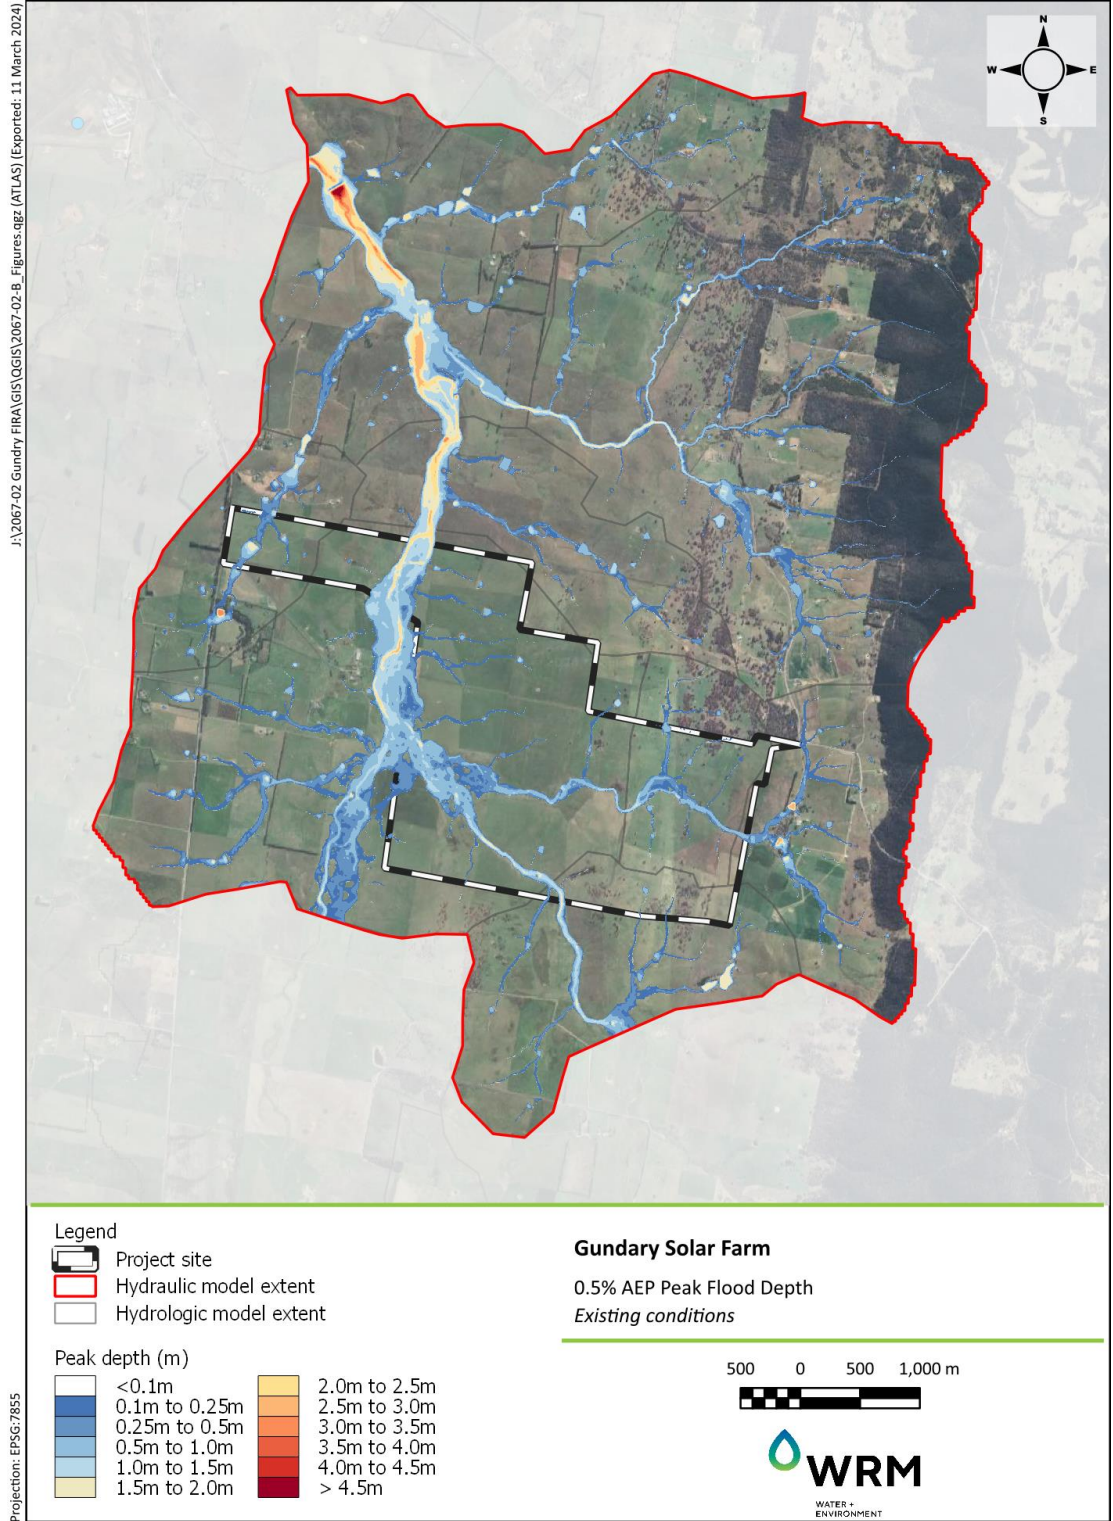 J:\2067-02 Gundry FIRA\GIS\QGIS\2067-02-B_Figures.qgz (ATLAS) (Exported: 11 March 2024)
N
W E
S
Legend
Project site
Hydraulic model extent
Hydrologic model extent
Peak depth (m)
<0.1m
0.1m to 0.25m
0.25m to 0.5m
0.5m to 1.0m
1.0m to 1.5m
1.5m to 2.0m
2.0m to 2.5m
2.5m to 3.0m
3.0m to 3.5m
3.5m to 4.0m
4.0m to 4.5m
> 4.5m
Gundary Solar Farm
0.5% AEP Peak Flood Depth
Existing conditions
500 0 500 1,000 m
WRM
WATER +
ENVIRONMENT
Projection: EPSG:7855